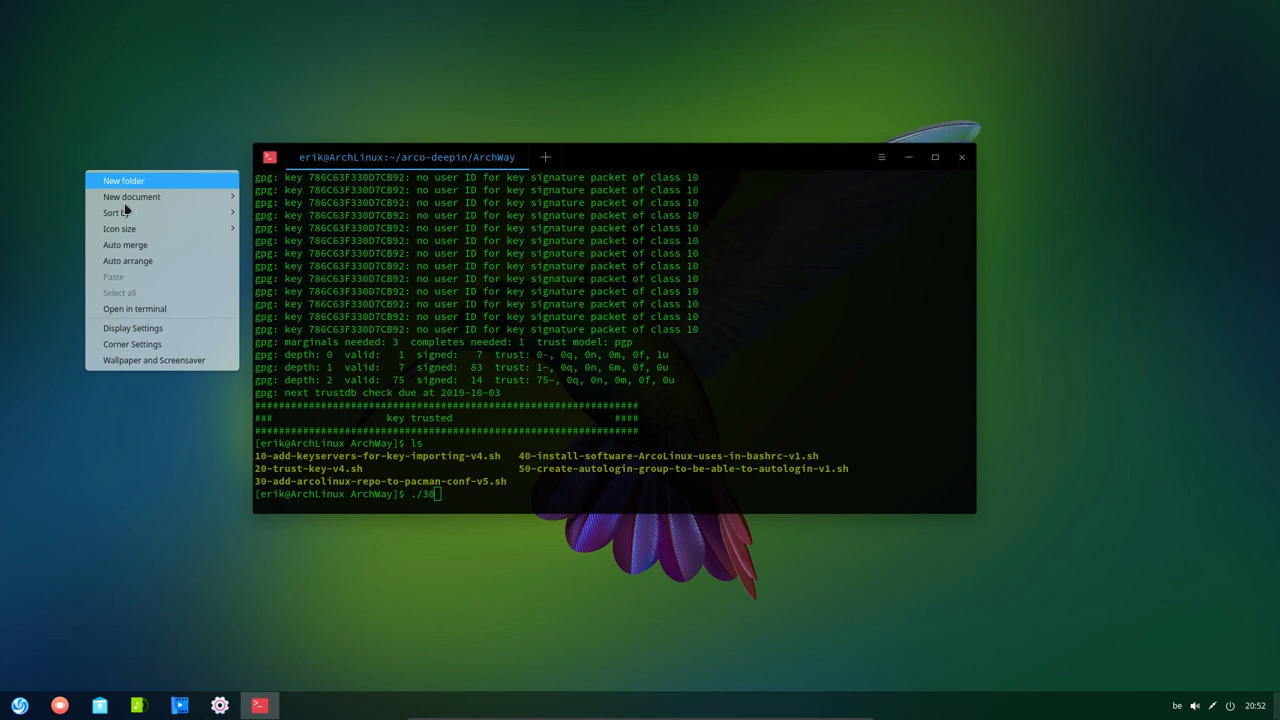 erik@ArchLinux:~/arco-deepin/ArchWay
New folder
New document
Sort by
Icon size
Auto merge
Auto arrange
Paste
Select all
Open in terminal
Display Settings
Corner Settings
Wallpaper and Screensaver
gpg: key 786C63F330D7CB92: no user ID for key signature packet of class 10
gpg: key 786C63F330D7CB92: no user ID for key signature packet of class 10
gpg: key 786C63F330D7CB92: no user ID for key signature packet of class 10
gpg: key 786C63F330D7CB92: no user ID for key signature packet of class 10
gpg: key 786C63F330D7CB92: no user ID for key signature packet of class 10
gpg: key 786C63F330D7CB92: no user ID for key signature packet of class 10
gpg: key 786C63F330D7CB92: no user ID for key signature packet of class 10
gpg: key 786C63F330D7CB92: no user ID for key signature packet of class 10
gpg: key 786C63F330D7CB92: no user ID for key signature packet of class 10
gpg: key 786C63F330D7CB92: no user ID for key signature packet of class 10
gpg: key 786C63F330D7CB92: no user ID for key signature packet of class 10
gpg: key 786C63F330D7CB92: no user ID for key signature packet of class 10
gpg: key 786C63F330D7CB92: no user ID for key signature packet of class 10
gpg: marginals needed: 3  completes needed: 1  trust model: pgp
gpg: depth: 0  valid:   1  signed:   7  trust: 0-, 0q, 0n, 0m, 0f, 1u
gpg: depth: 1  valid:   7  signed:  83  trust: 1-, 0q, 0n, 6m, 0f, 0u
gpg: depth: 2  valid:  75  signed:  14  trust: 75-, 0q, 0n, 0m, 0f, 0u
gpg: next trustdb check due at 2019-10-03
################################################################
###                   key trusted                           ####
################################################################
[erik@ArchLinux ArchWay]$ ls
10-add-keyservers-for-key-importing-v4.sh   40-install-software-ArcoLinux-uses-in-bashrc-v1.sh
20-trust-key-v4.sh                          50-create-autologin-group-to-be-able-to-autologin-v1.sh
30-add-arcolinux-repo-to-pacman-conf-v5.sh
[erik@ArchLinux ArchWay]$ ./30
be 20:52